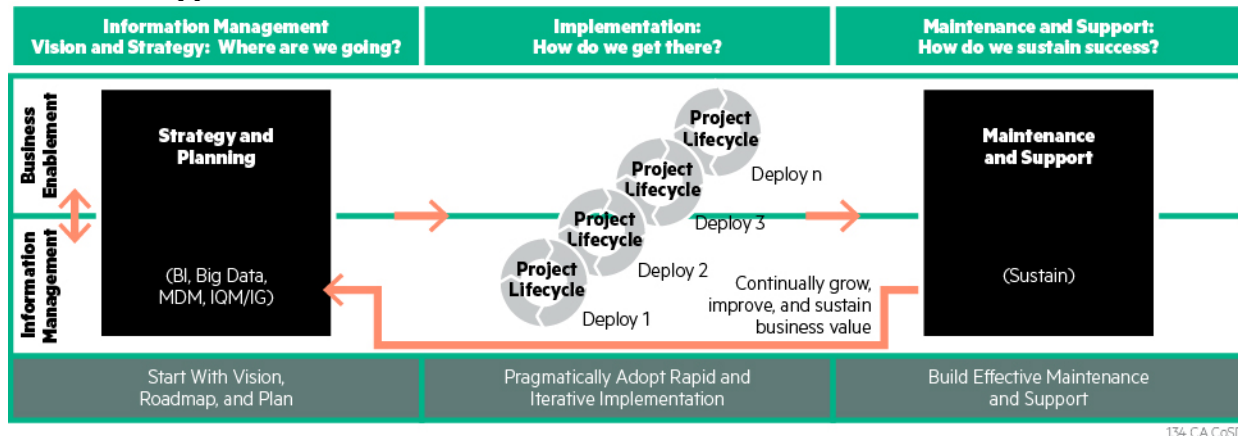 Information Management
Vision and Strategy: Where are we going?
Implementation:
How do we get there?
Maintenance and Support:
How do we sustain success?
Business
Enablement
Information
Management
Strategy and
Planning
(BI, Big Data,
MDM, IQM/IG)
Project
Lifecycle
Deploy n
Project
Lifecycle
Deploy 3
Project
Lifecycle
Deploy 2
Project
Lifecycle
Deploy 1
Continually grow,
improve, and sustain
business value
Maintenance
and Support
(Sustain)
Start With Vision,
Roadmap, and Plan
Pragmatically Adopt Rapid and
Iterative Implementation
Build Effective Maintenance
and Support
134 CA CoSD